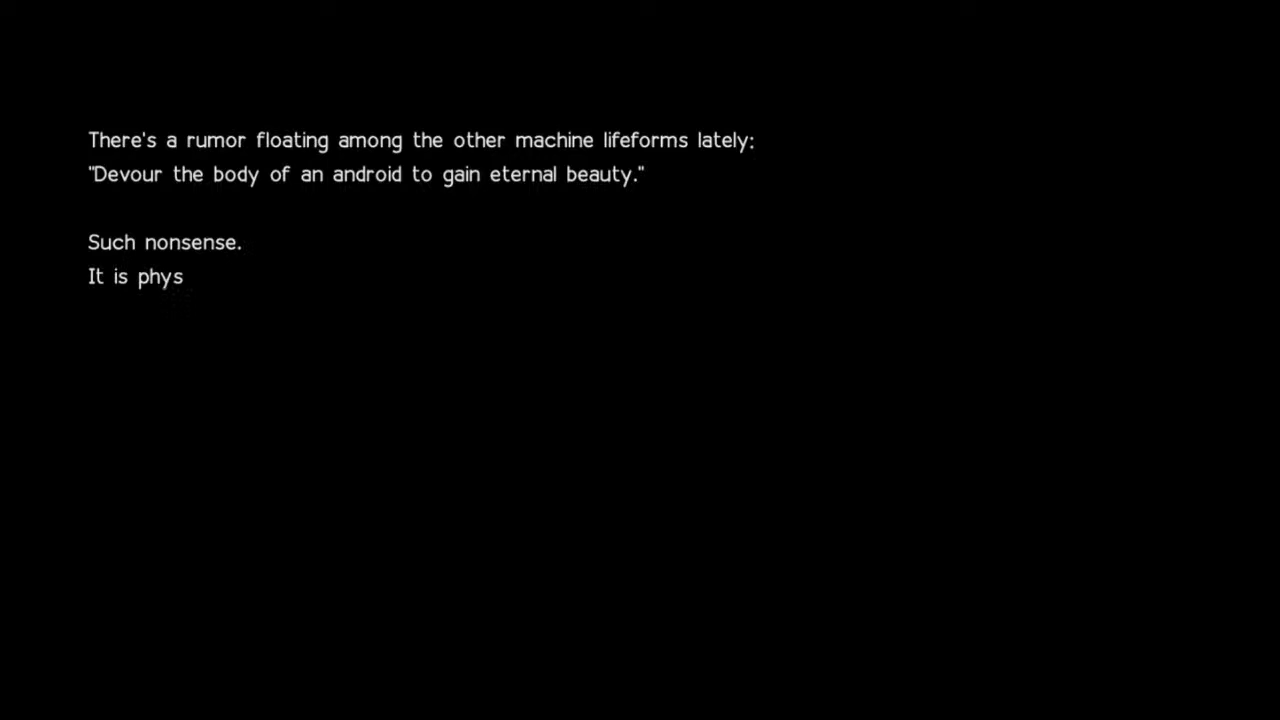 There's a rumor floating among the other machine lifeforms lately:
"Devour the body of an android to gain eternal beauty."
Such nonsense.
It is phys